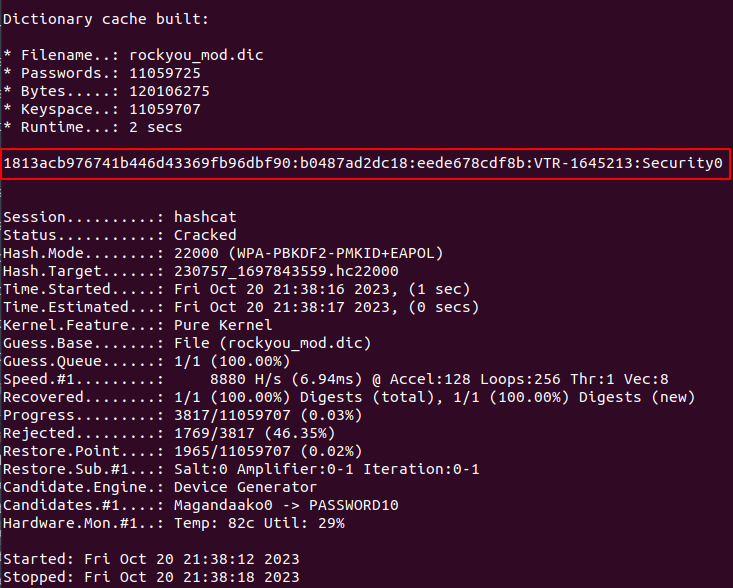 Dictionary cache built:
* Filename..: rockyou_mod.dic
* Passwords.: 11059725
* Bytes.....: 120106275
* Keyspace..: 11059707
* Runtime...: 2 secs
1813acb976741b446d43369fb96dbf90:b0487ad2dc18:eede678cdf8b:VTR-1645213:Security0
Session..........: hashcat
Status...........: Cracked
Hash.Mode........: 22000 (WPA-PBKDF2-PMKID+EAPOL)
Hash.Target......: 230757_1697843559.hc22000
Time.Started.....: Fri Oct 20 21:38:16 2023, (1 sec)
Time.Estimated...: Fri Oct 20 21:38:17 2023, (0 secs)
Kernel.Feature...: Pure Kernel
Guess.Base.......: File (rockyou_mod.dic)
Guess.Queue......: 1/1 (100.00%)
Speed.#1.........:     8880 H/s (6.94ms) @ Accel:128 Loops:256 Thr:1 Vec:8
Recovered........: 1/1 (100.00%) Digests (total), 1/1 (100.00%) Digests (new)
Progress.........: 3817/11059707 (0.03%)
Rejected.........: 1769/3817 (46.35%)
Restore.Point....: 1965/11059707 (0.02%)
Restore.Sub.#1...: Salt:0 Amplifier:0-1 Iteration:0-1
Candidate.Engine.: Device Generator
Candidates.#1....: Magandaako0 -> PASSWORD10
Hardware.Mon.#1..: Temp: 82c Util: 29%
Started: Fri Oct 20 21:38:12 2023
Stopped: Fri Oct 20 21:38:18 2023